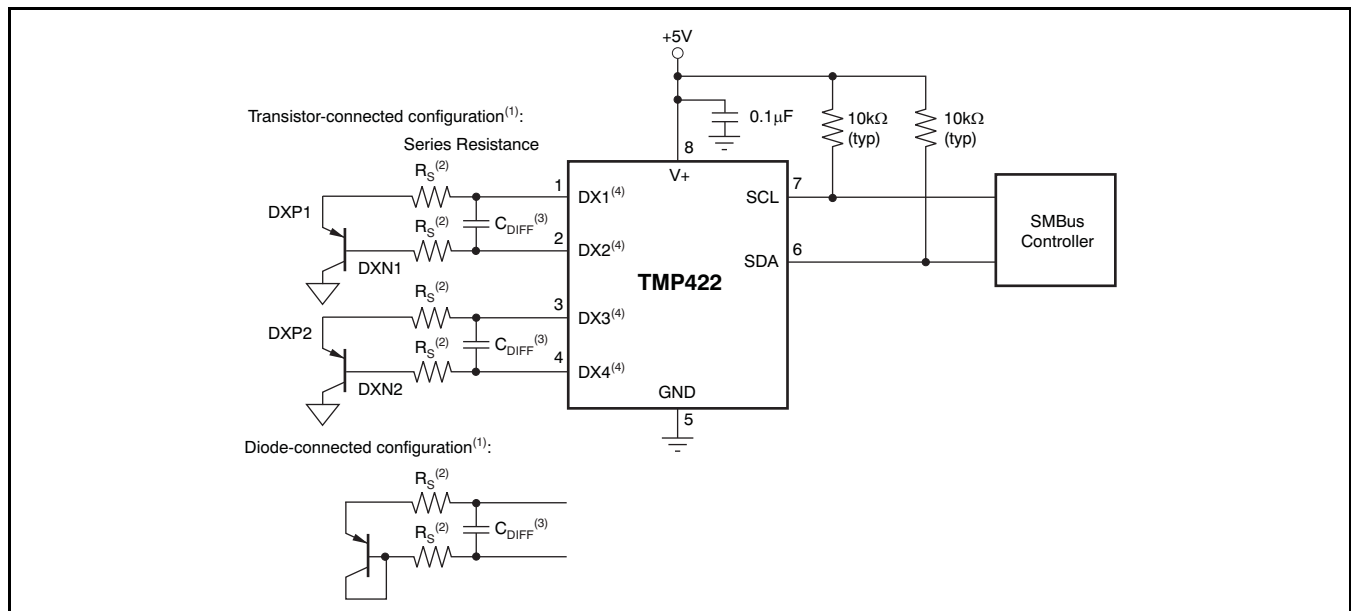 +5V
Transistor-connected configuration(1):
Series Resistance
0.1μF
10kΩ
(typ)
10kΩ
(typ)
8
V+
RS(2)
1
DX1(4)
DXP1
CDIFF(3)
RS(2)
2
DX2(4)
DXN1
SCL
7
SDA
6
SMBus
Controller
TMP422
RS(2)
3
DX3(4)
DXP2
CDIFF(3)
RS(2)
4
DX4(4)
DXN2
GND
5
Diode-connected configuration(1):
RS(2)
CDIFF(3)
RS(2)